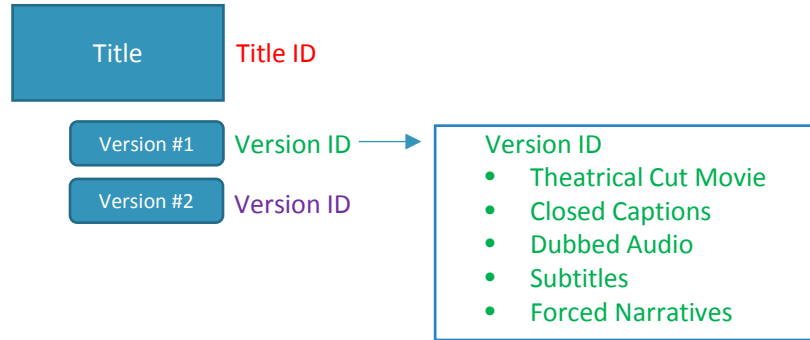 Title Title ID
Version #1 Version ID
Version #2 Version ID
Version ID
• Theatrical Cut Movie
• Closed Captions
• Dubbed Audio
• Subtitles
• Forced Narratives